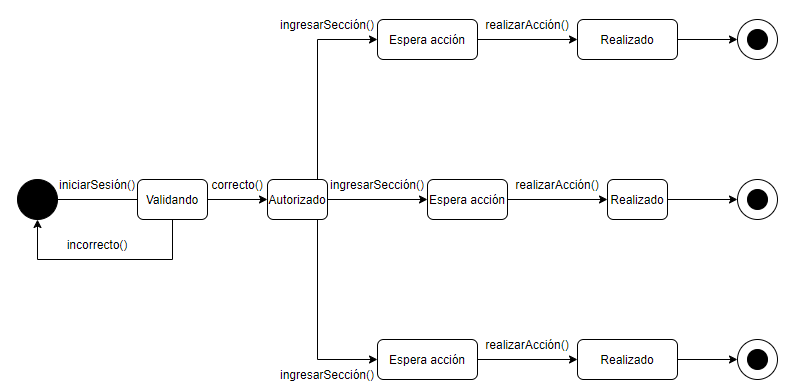 ingresarSección()
realizarAcción()
Espera acción
Realizado
iniciarSesión()
correcto()
ingresarSección()
realizarAcción()
Validando
Autorizado
Espera acción
Realizado
incorrecto()
realizarAcción()
Espera acción
Realizado
ingresarSección()